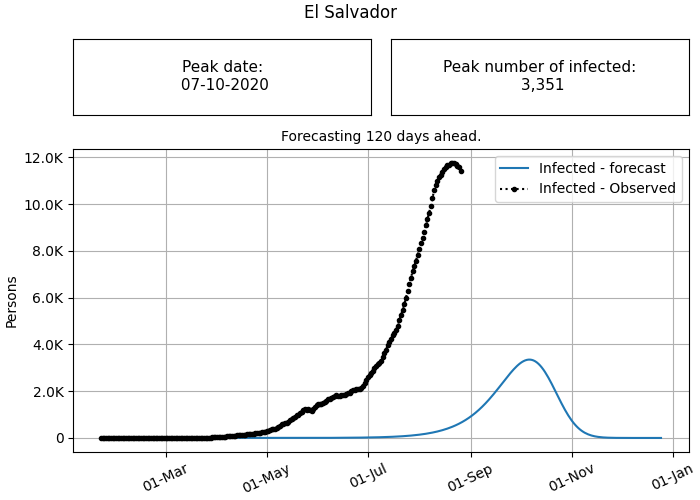 El Salvador
Peak date:
07-10-2020
Peak number of infected:
3,351
Forecasting 120 days ahead.
12.0K
10.0K
8.0K
6.0K
4.0K
2.0K
0
Persons
Infected - forecast
Infected - Observed
01-Mar
01-May
01-Jul
01-Sep
01-Nov
01-Jan